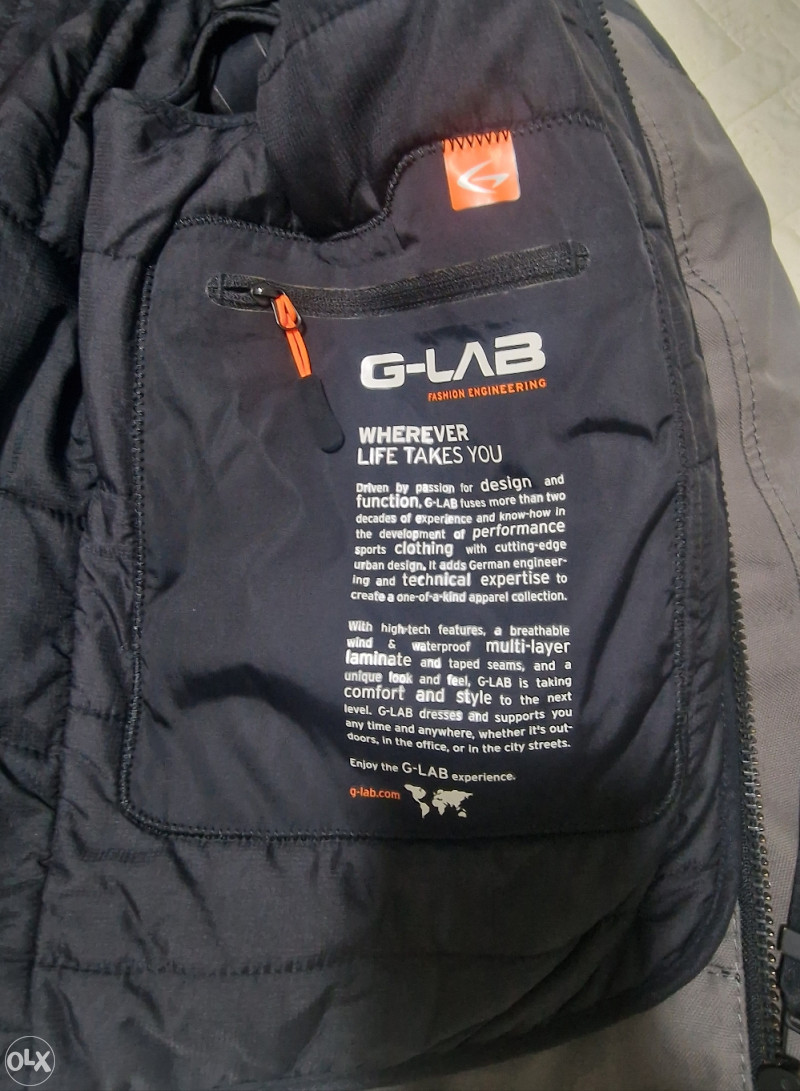 G-LAB
FASHION ENGINEERING
WHEREVER
LIFE TAKES YOU
Driven by passion for design and
function, G-LAB fuses more than two
decades of experience and know-how in
the development of performance
sports clothing with cutting-edge
urban design. It adds German engineer-
ing and technical expertise to
create a one-of-a-kind apparel collection.
With high-tech features, a breathable
wind & waterproof multi-layer
laminate and taped seams, and a
unique look and feel, G-LAB is taking
comfort and style to the next
level. G-LAB dresses and supports you
any time and anywhere, whether it's out-
doors, in the office, or in the city streets.
Enjoy the G-LAB experience.
g-lab.com
OLX